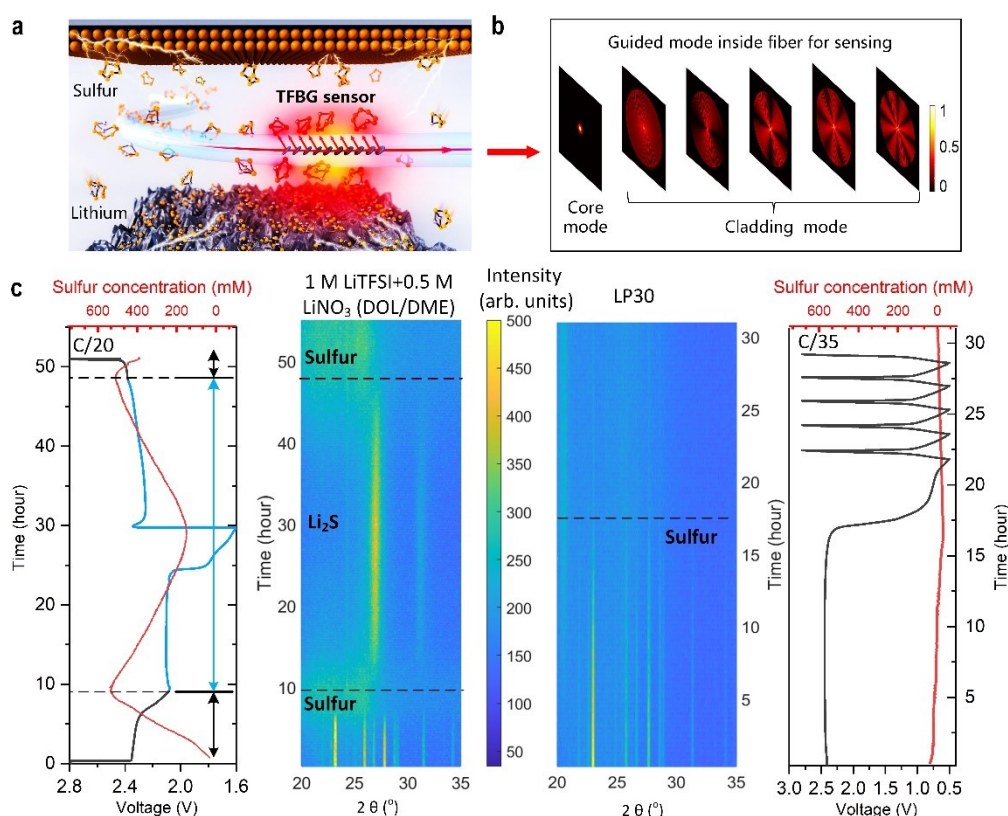 a
Sulfur
TFBG sensor
Lithium
b
Guided mode inside fiber for sensing
1
0.5
0
Core
mode
Cladding mode
c
Sulfur concentration (mM)
600 400 200 0
C/20
50
40
30
20
10
0
Time (hour)
2.8 2.4 2.0 1.6
Voltage (V)
1 M LiTFSI+0.5 M
LiNO₃ (DOL/DME)
Sulfur
Li₂S
Sulfur
50
40
30
20
10
Time (hour)
20 25 30 35
2 θ (°)
Intensity
(arb. units)
500
450
400
350
300
250
200
150
100
50
LP30
Sulfur
30
25
20
15
10
5
Time (hour)
20 25 30 35
2 θ (°)
Sulfur concentration (mM)
600 400 200 0
C/35
30
25
20
15
10
5
Time (hour)
3.0 2.5 2.0 1.5 1.0 0.5
Voltage (V)